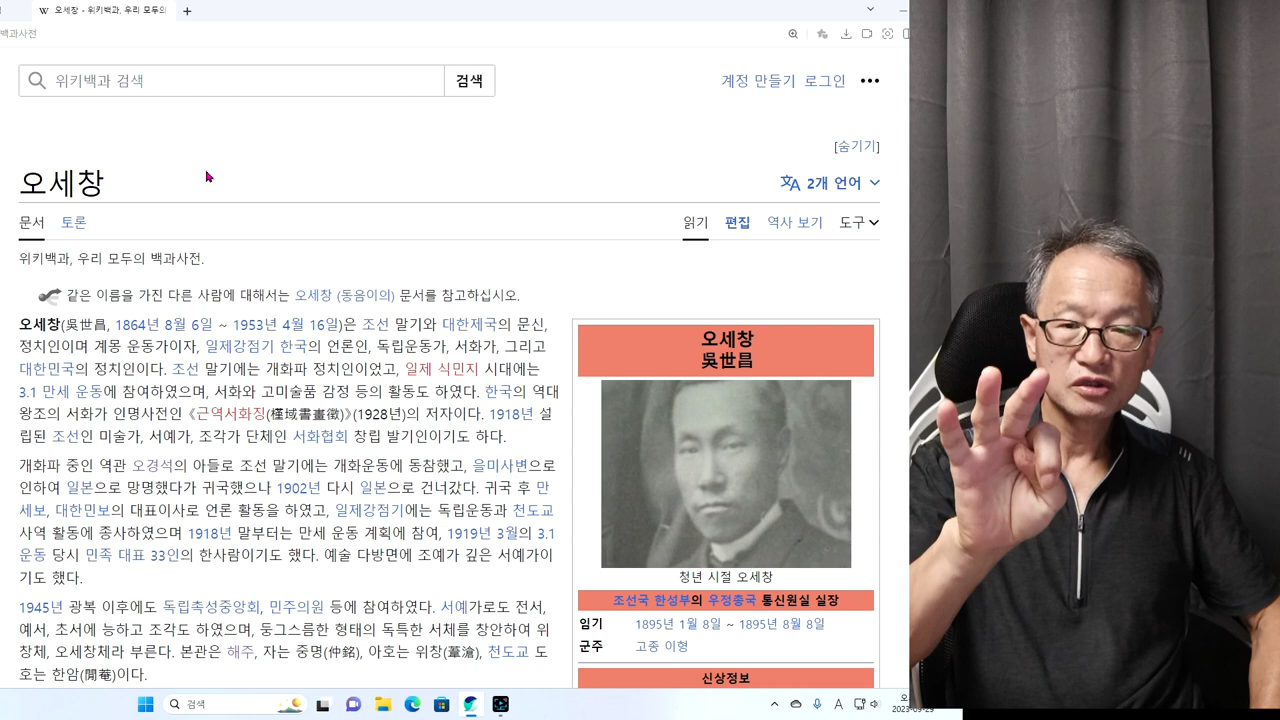 오세창 - 위키백과, 우리 모두의
백과사전
위키백과 검색
검색
계정 만들기 로그인
[숨기기]
오세창
2개 언어
문서 토론
읽기 편집 역사 보기 도구
위키백과, 우리 모두의 백과사전.
같은 이름을 가진 다른 사람에 대해서는 오세창 (동음이의) 문서를 참고하십시오.
오세창(吳世昌, 1864년 8월 6일 ~ 1953년 4월 16일)은 조선 말기와 대한제국의 문신,
정치인이며 계몽 운동가이자, 일제강점기 한국의 언론인, 독립운동가, 서화가, 그리고
대한민국의 정치인이다. 조선 말기에는 개화파 정치인이었고, 일제 식민지 시대에는
3.1 만세 운동에 참여하였으며, 서화와 고미술품 감정 등의 활동도 하였다. 한국의 역대
왕조의 서화가 인명사전인 《근역서화징(槿域書畫徵)》(1928년)의 저자이다. 1918년 설
립된 조선인 미술가, 서예가, 조각가 단체인 서화협회 창립 발기인이기도 하다.
개화파 중인 역관 오경석의 아들로 조선 말기에는 개화운동에 동참했고, 을미사변으로
인하여 일본으로 망명했다가 귀국했으나 1902년 다시 일본으로 건너갔다. 귀국 후 만
세보, 대한민보의 대표이사로 언론 활동을 하였고, 일제강점기에는 독립운동과 천도교
사역 활동에 종사하였으며 1918년 말부터는 만세 운동 계획에 참여, 1919년 3월의 3.1
운동 당시 민족 대표 33인의 한사람이기도 했다. 예술 다방면에 조예가 깊은 서예가이
기도 했다.
1945년 광복 이후에도 독립촉성중앙회, 민주의원 등에 참여하였다. 서예가로도 전서,
예서, 초서에 능하고 조각도 하였으며, 둥그스름한 형태의 독특한 서체를 창안하여 위
창체, 오세창체라 부른다. 본관은 해주, 자는 중명(仲銘), 아호는 위창(葦滄), 천도교 도
호는 한암(閒菴)이다.
오세창
吳世昌
청년 시절 오세창
조선국 한성부의 우정총국 통신원실 실장
임기 1895년 1월 8일 ~ 1895년 8월 8일
군주 고종 이형
신상정보
검색
A
오
2023-09-29